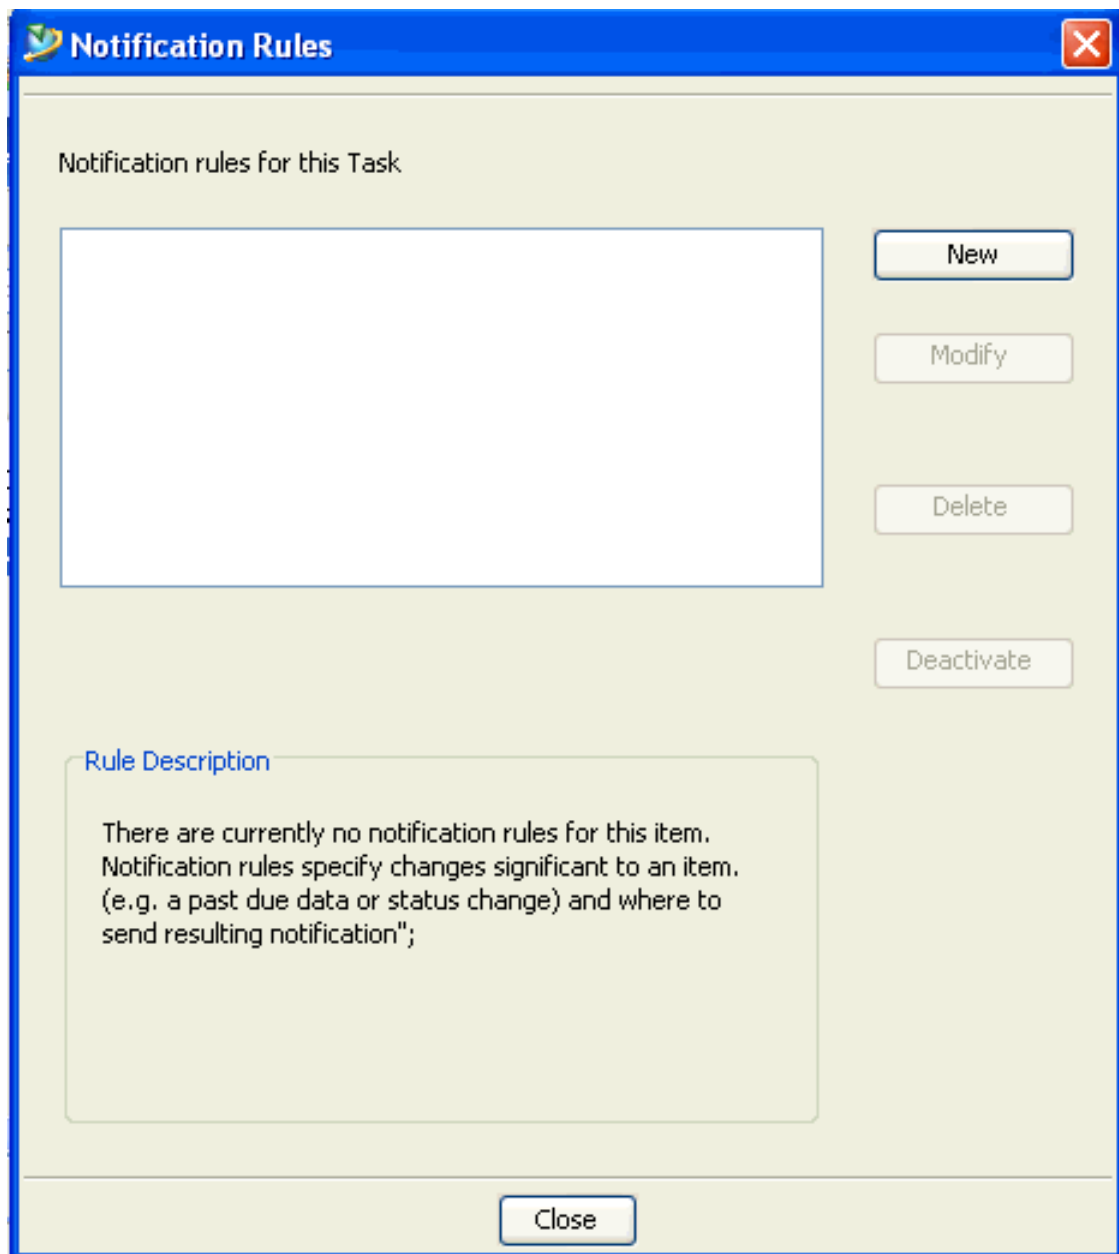 Notification Rules
Notification rules for this Task
New
Modify
Delete
Deactivate
Rule Description
There are currently no notification rules for this item.
Notification rules specify changes significant to an item.
(e.g. a past due data or status change) and where to
send resulting notification";
Close